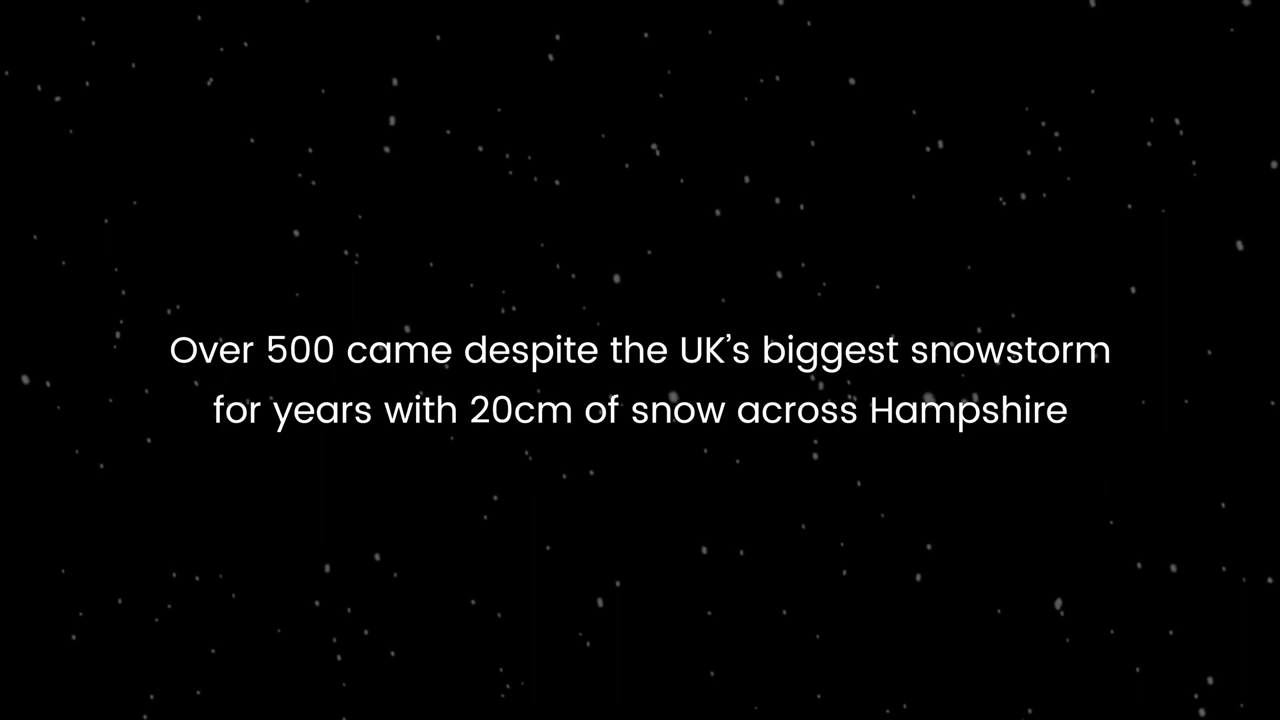 Over 500 came despite the UK’s biggest snowstorm
for years with 20cm of snow across Hampshire